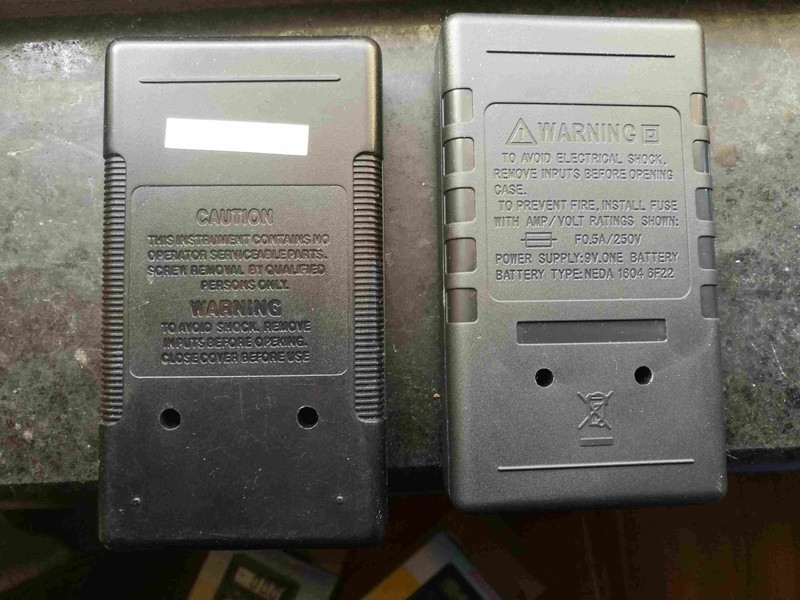 CAUTION
THIS INSTRUMENT CONTAINS NO
OPERATOR SERVICEABLE PARTS.
SCREW REMOVAL BY QUALIFIED
PERSONS ONLY.
WARNING
TO AVOID SHOCK, REMOVE
INPUTS BEFORE OPENING.
CLOSE COVER BEFORE USE
WARNING
TO AVOID ELECTRICAL SHOCK,
REMOVE INPUTS BEFORE OPENING
CASE.
TO PREVENT FIRE, INSTALL FUSE
WITH AMP/VOLT RATINGS SHOWN:
F0.5A/250V
POWER SUPPLY:9V.ONE BATTERY
BATTERY TYPE:NEDA 1604 6F22